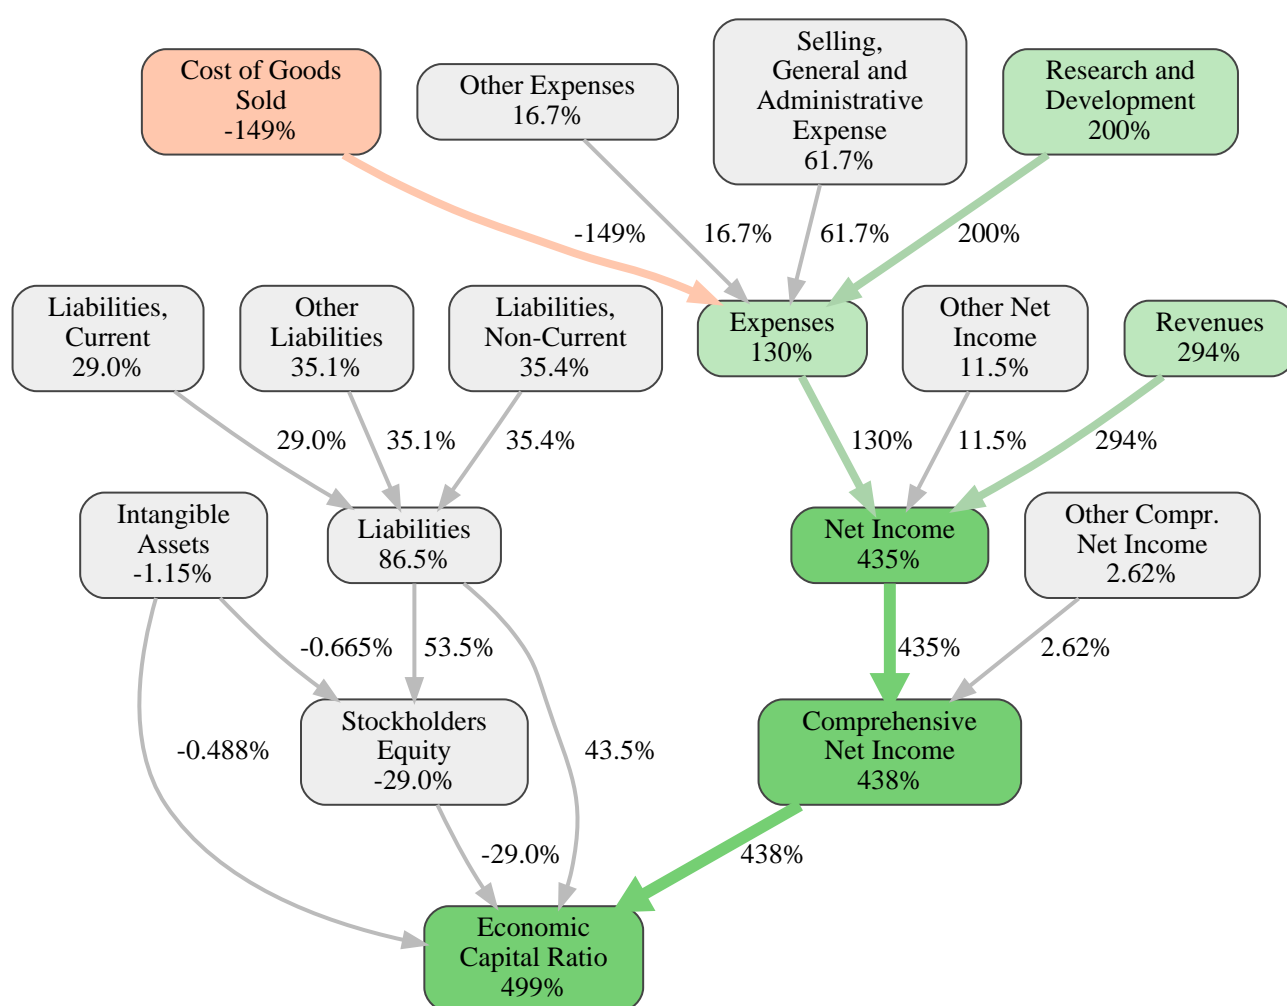 Cost of Goods
Sold
-149%
Other Expenses
16.7%
Selling,
General and
Administrative
Expense
61.7%
Research and
Development
200%
-149%
16.7%
61.7%
200%
Liabilities,
Current
29.0%
Other
Liabilities
35.1%
Liabilities,
Non-Current
35.4%
Expenses
130%
Other Net
Income
11.5%
Revenues
294%
29.0%
35.1%
35.4%
130%
11.5%
294%
Intangible
Assets
-1.15%
Liabilities
86.5%
Net Income
435%
Other Compr.
Net Income
2.62%
-0.665%
53.5%
435%
2.62%
Stockholders
Equity
-29.0%
Comprehensive
Net Income
438%
-0.488%
43.5%
-29.0%
438%
Economic
Capital Ratio
499%